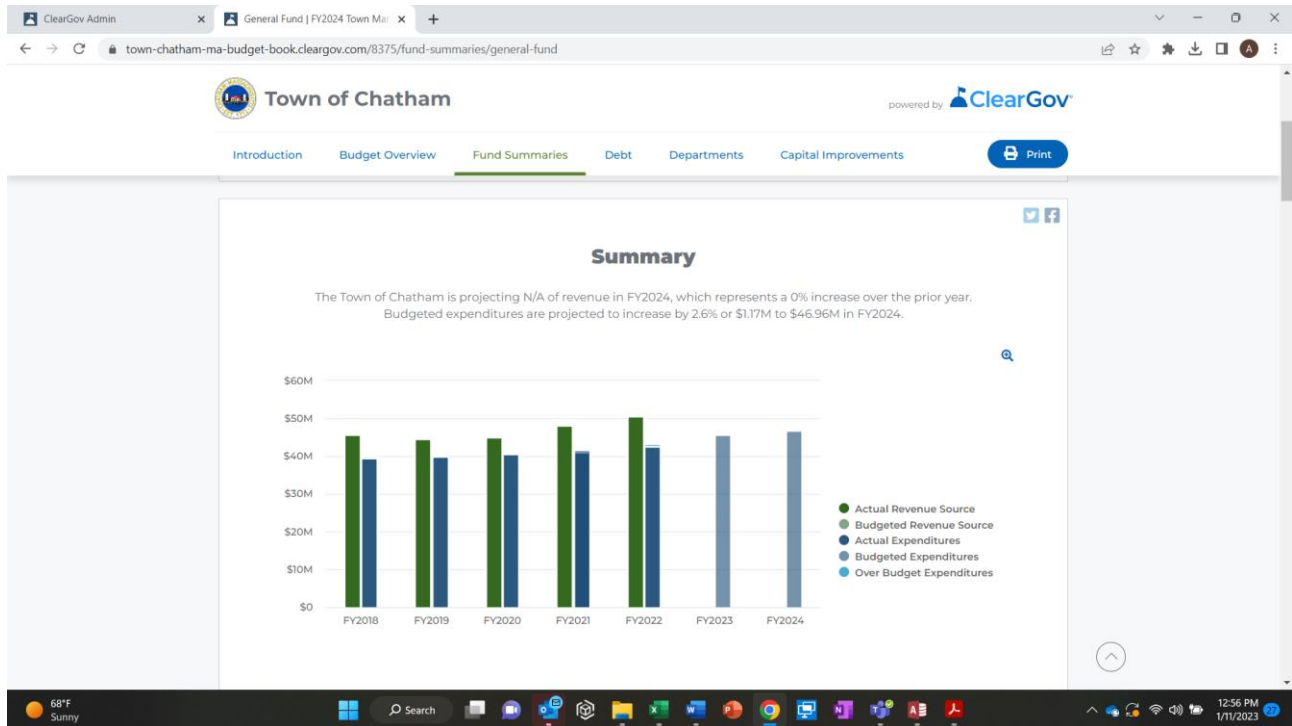 ClearGov Admin
General Fund | FY2024 Town Ma
town-chatham-ma-budget-book.cleargov.com/8375/fund-summaries/general-fund
A
Town of Chatham
powered by ClearGov
Introduction Budget Overview Fund Summaries Debt Departments Capital Improvements Print
Summary
The Town of Chatham is projecting N/A of revenue in FY2024, which represents a 0% increase over the prior year.
Budgeted expenditures are projected to increase by 2.6% or $1.17M to $46.96M in FY2024.
$60M
$50M
$40M
$30M
$20M
$10M
$0
FY2018 FY2019 FY2020 FY2021 FY2022 FY2023 FY2024
Actual Revenue Source
Budgeted Revenue Source
Actual Expenditures
Budgeted Expenditures
Over Budget Expenditures
68°F
Sunny
Search
12:56 PM
1/11/2023
27